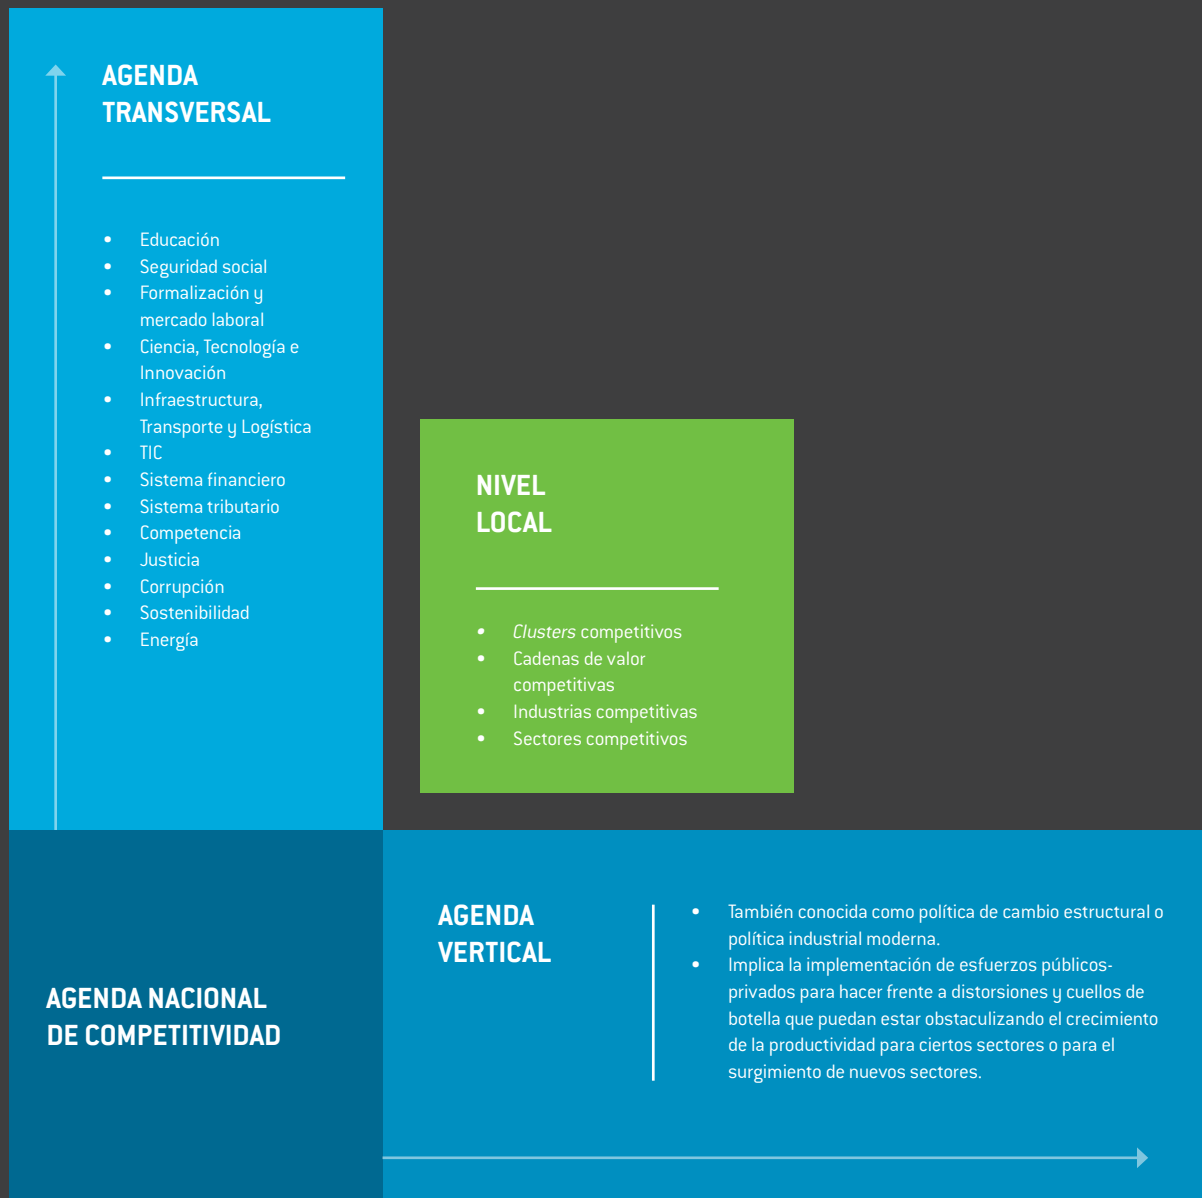 AGENDA
TRANSVERSAL
• Educación
• Seguridad social
• Formalización y
mercado laboral
• Ciencia, Tecnología e
Innovación
• Infraestructura,
Transporte y Logística
• TIC
• Sistema financiero
• Sistema tributario
• Competencia
• Justicia
• Corrupción
• Sostenibilidad
• Energía
NIVEL
LOCAL
• Clusters competitivos
• Cadenas de valor
competitivas
• Industrias competitivas
• Sectores competitivos
AGENDA NACIONAL
DE COMPETITIVIDAD
AGENDA
VERTICAL
• También conocida como política de cambio estructural o
política industrial moderna.
• Implica la implementación de esfuerzos públicos-
privados para hacer frente a distorsiones y cuellos de
botella que puedan estar obstaculizando el crecimiento
de la productividad para ciertos sectores o para el
surgimiento de nuevos sectores.